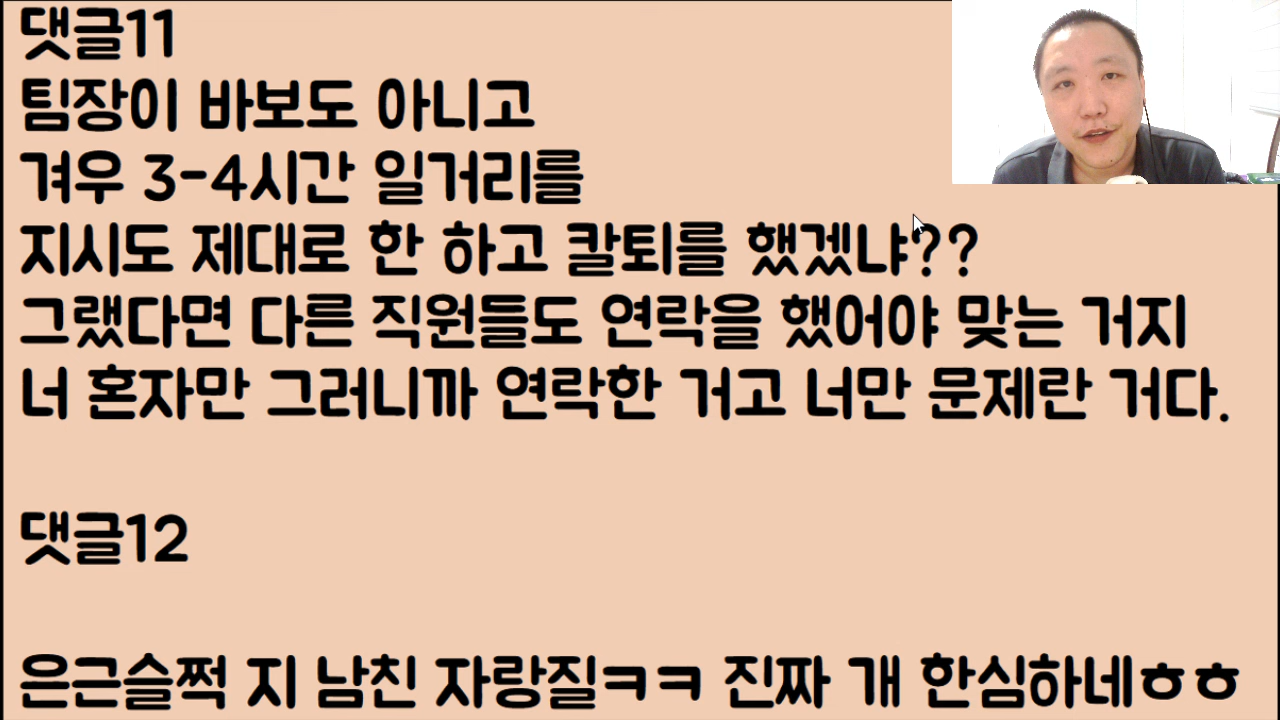 댓글11
팀장이 바보도 아니고
겨우 3-4시간 일거리를
지시도 제대로 한 하고 칼퇴를 했겠냐??
그랬다면 다른 직원들도 연락을 했어야 맞는 거지
너 혼자만 그러니까 연락한 거고 너만 문제란 거다.
댓글12
은근슬쩍 지 남친 자랑질ㅋㅋ 진짜 개 한심하네ㅎㅎ